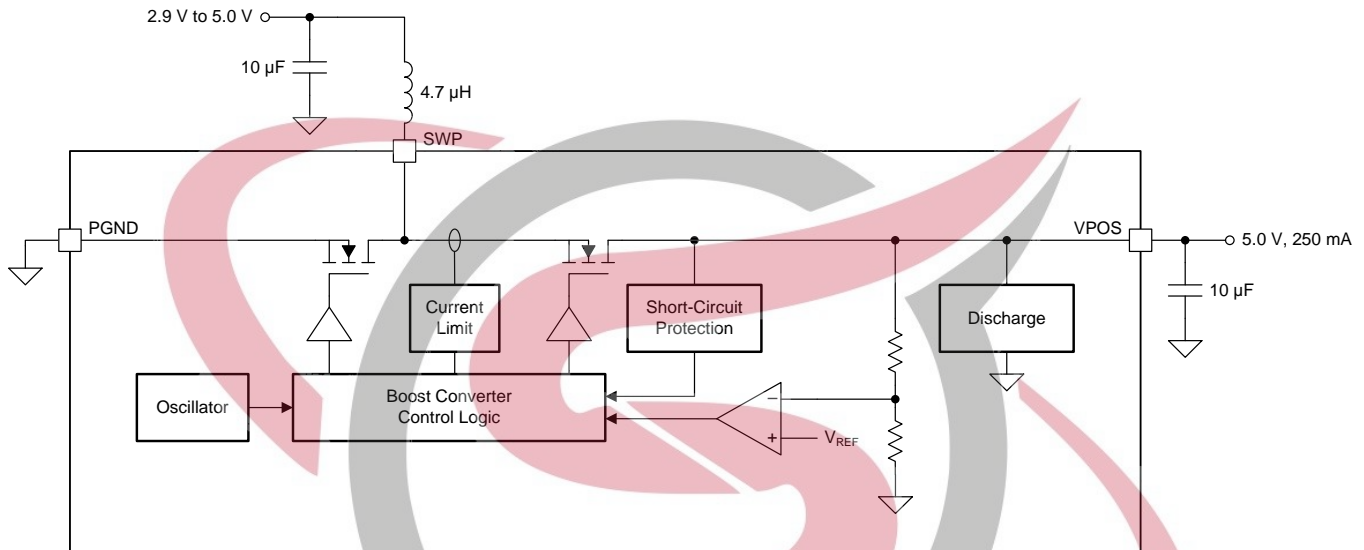 2.9 V to 5.0 V
10 µF
4.7 µH
SWP
PGND
VPOS
5.0 V, 250 mA
10 µF
Current
Limit
Short-Circuit
Protection
Discharge
Oscillator
Boost Converter
Control Logic
−
+
VREF